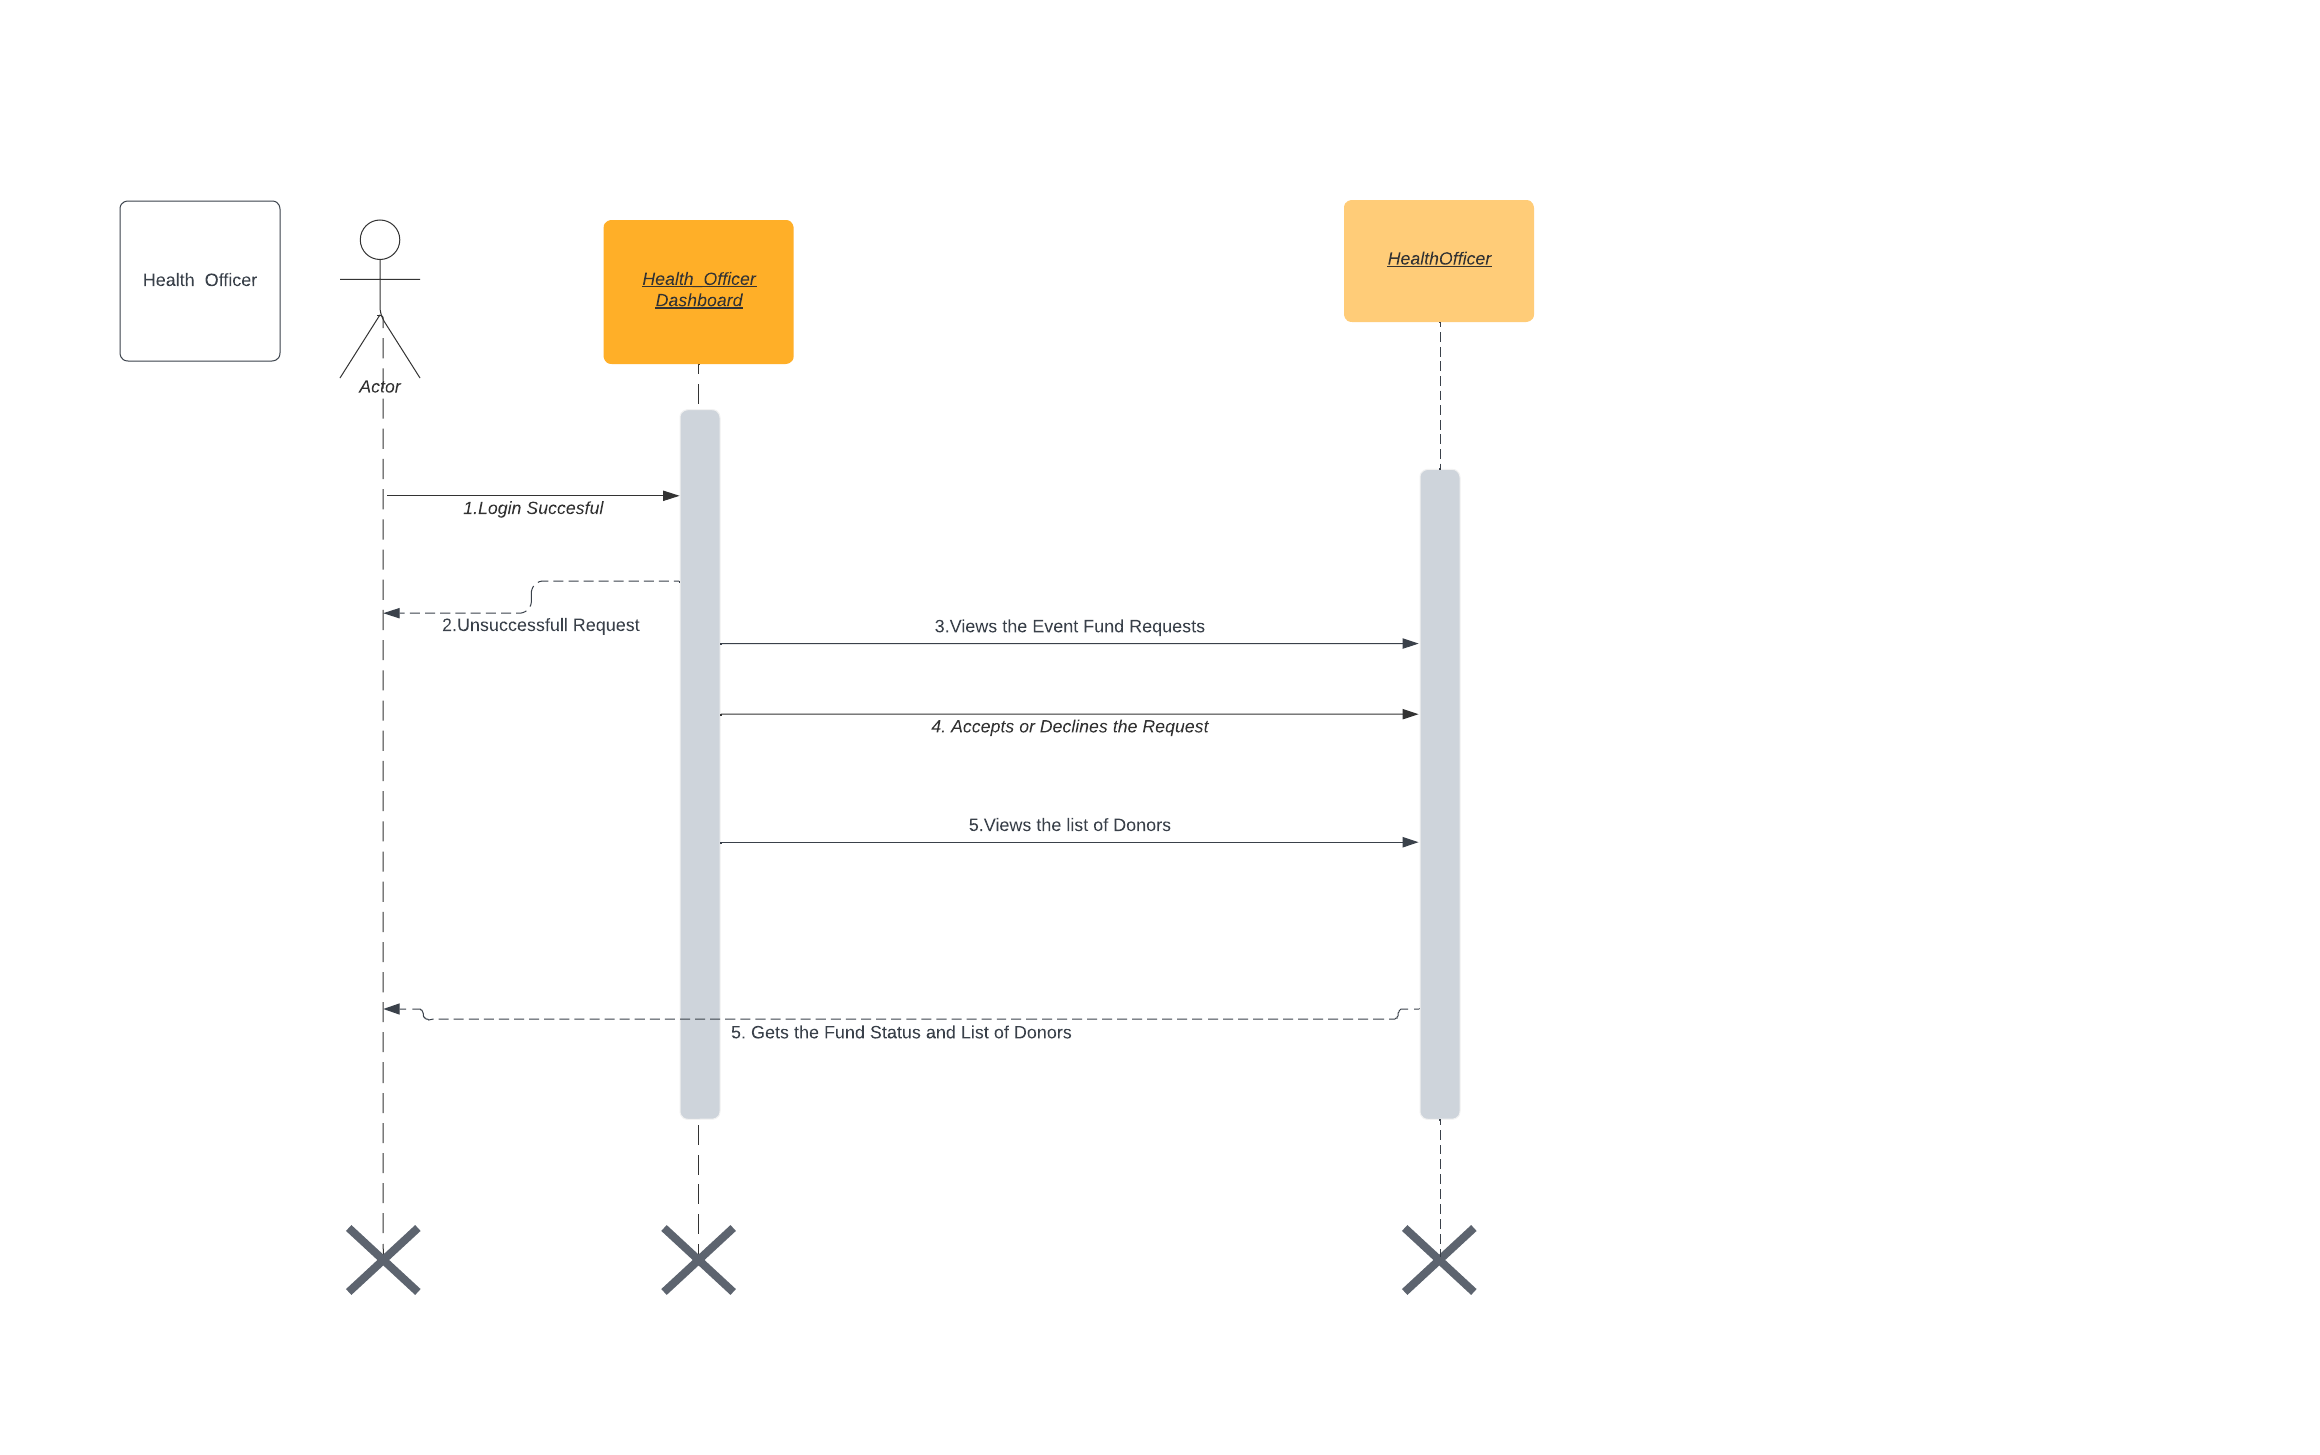 Health  Officer
Actor
Health  Officer
Dashboard
HealthOfficer
1.Login Succesful
2.Unsuccessfull Request
3.Views the Event Fund Requests
4. Accepts or Declines the Request
5.Views the list of Donors
5. Gets the Fund Status and List of Donors